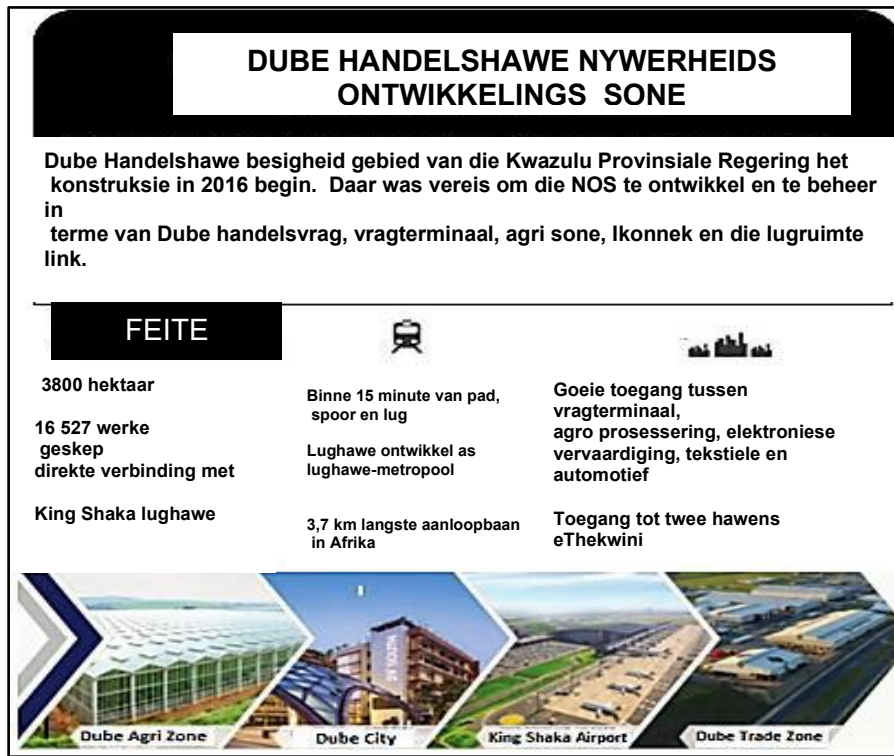 DUBE HANDELSHAWE NYWERHEIDS
ONTWIKKELINGS SONE
Dube Handelshawe besigheid gebied van die Kwazulu Provinsiale Regering het
konstruksie in 2016 begin. Daar was vereis om die NOS te ontwikkel en te beheer
in
terme van Dube handelsvrag, vragterminaal, agri sone, Ikonnek en die lugruimte
link.
FEITE
3800 hektaar
16 527 werke
geskep
direkte verbinding met
King Shaka lughawe
Binne 15 minute van pad,
spoor en lug
Lughawe ontwikkel as
lughawe-metropool
3,7 km langste aanloopbaan
in Afrika
Goeie toegang tussen
vragterminaal,
agro prosessering, elektroniese
vervaardiging, tekstiele en
automotief
Toegang tot twee hawens
eThekwini
Dube Agri Zone
Dube City
King Shaka Airport
Dube Trade Zone